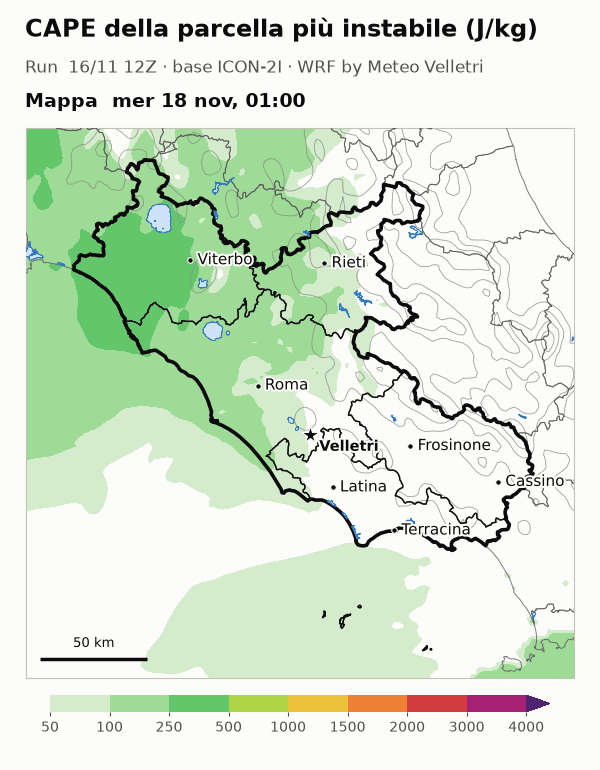 CAPE della parcella più instabile (J/kg)
Run  16/11 12Z · base ICON-2I · WRF by Meteo Velletri
Mappa  mer 18 nov, 01:00
Viterbo
Rieti
Roma
Velletri
Frosinone
Cassino
Latina
Terracina
50 km
50 100 250 500 1000 1500 2000 3000 4000